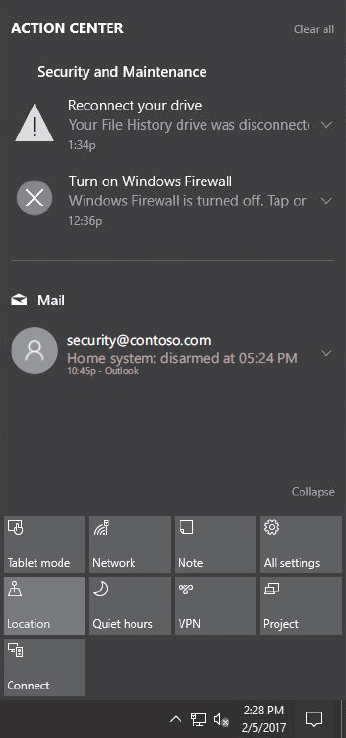 ACTION CENTER
Clear all
Security and Maintenance
Reconnect your drive
Your File History drive was disconnecte
1:34p
Turn on Windows Firewall
Windows Firewall is turned off. Tap or
12:36p
Mail
security@contoso.com
Home system: disarmed at 05:24 PM
10:45p - Outlook
Collapse
Tablet mode
Network
Note
All settings
Location
Quiet hours
VPN
Project
Connect
2:28 PM
2/5/2017